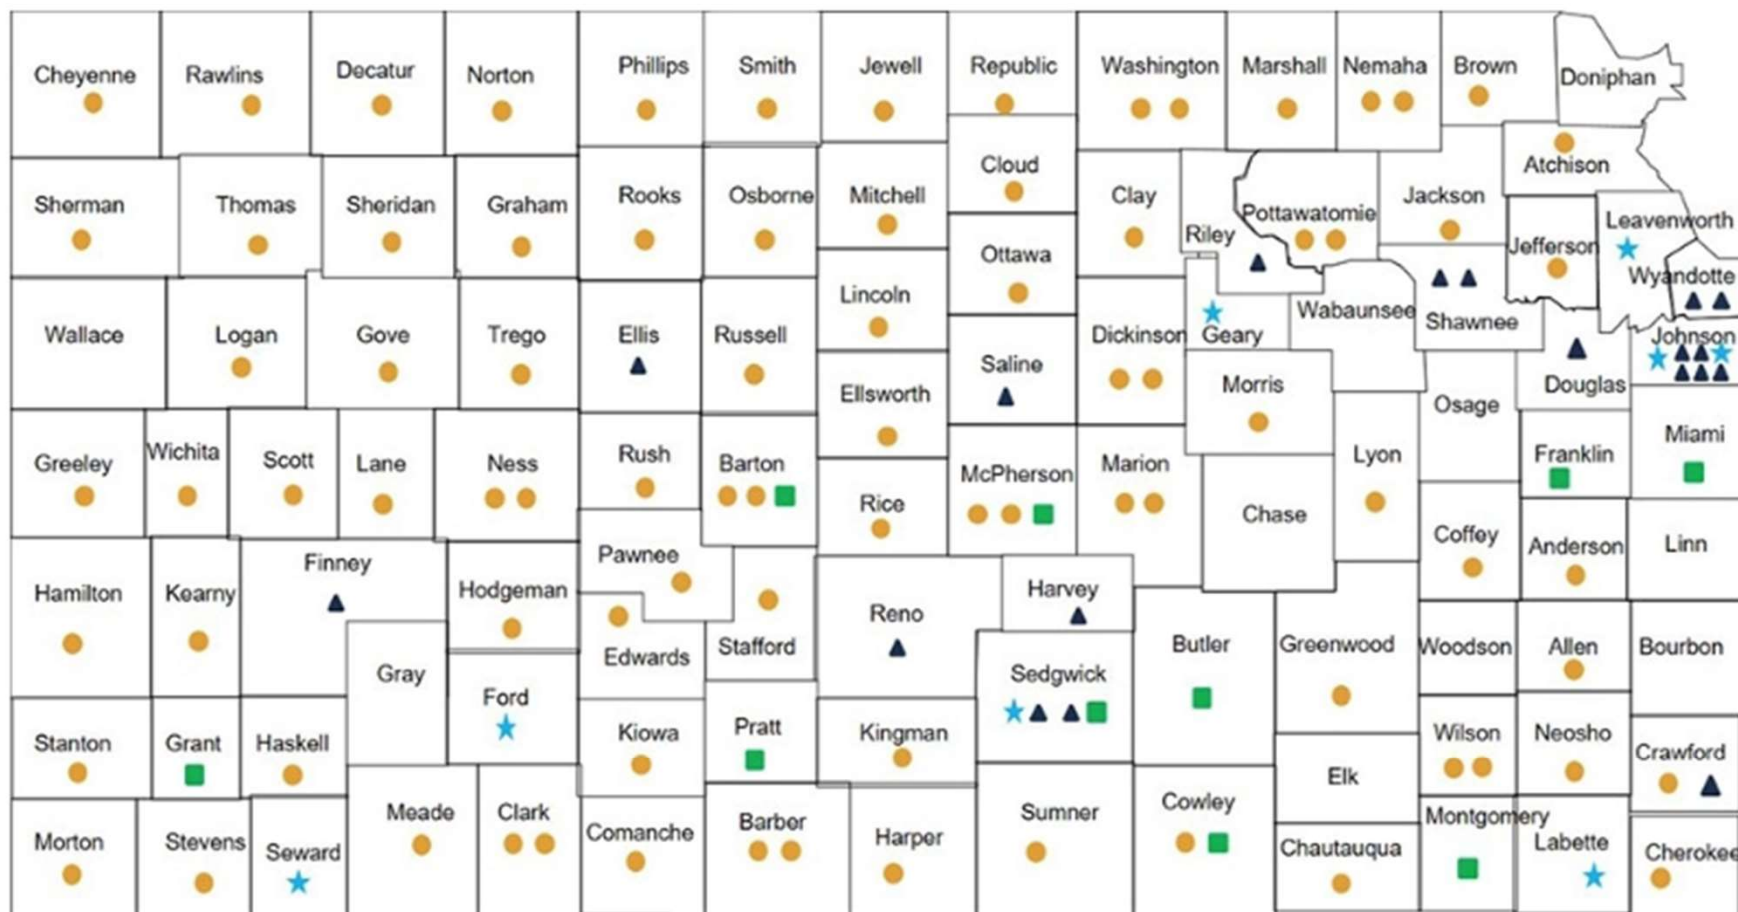 Cheyenne
Rawlins
Decatur
Norton
Phillips
Smith
Jewell
Republic
Washington
Marshall
Nemaha
Brown
Doniphan
Cloud
Atchison
Sherman
Thomas
Sheridan
Graham
Rooks
Osborne
Mitchell
Clay
Riley
Pottawatomie
Jackson
Jefferson
Leavenworth
Wyandotte
Ottawa
Lincoln
Wallace
Logan
Gove
Trego
Ellis
Russell
Saline
Dickinson
Geary
Wabaunsee
Shawnee
Johnson
Douglas
Ellsworth
Morris
Osage
Greeley
Wichita
Scott
Lane
Ness
Rush
Barton
Rice
McPherson
Marion
Chase
Lyon
Franklin
Miami
Coffey
Anderson
Linn
Hamilton
Kearny
Finney
Hodgeman
Pawnee
Edwards
Stafford
Reno
Harvey
Sedgwick
Butler
Greenwood
Woodson
Allen
Bourbon
Gray
Ford
Stanton
Grant
Haskell
Kiowa
Pratt
Kingman
Elk
Wilson
Neosho
Crawford
Morton
Stevens
Seward
Meade
Clark
Comanche
Barber
Harper
Sumner
Cowley
Chautauqua
Montgomery
Labette
Cherokee